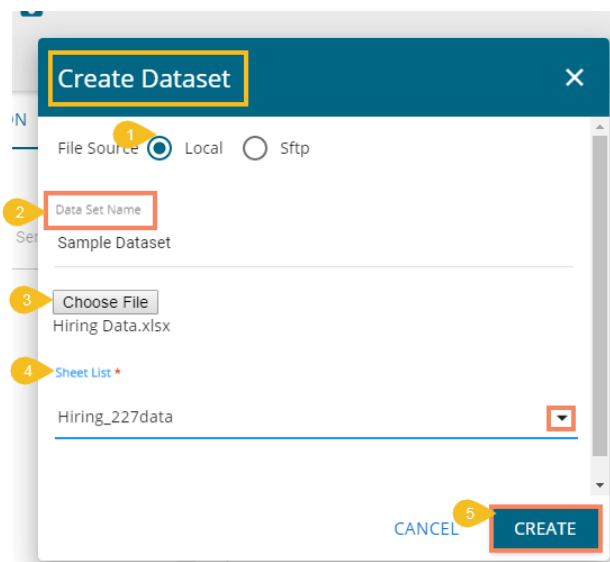 Create Dataset
ON
1
File Source Local Sftp
2 Data Set Name
Ser
Sample Dataset
3 Choose File
Hiring Data.xlsx
4 Sheet List *
Hiring_227data
5
CANCEL CREATE